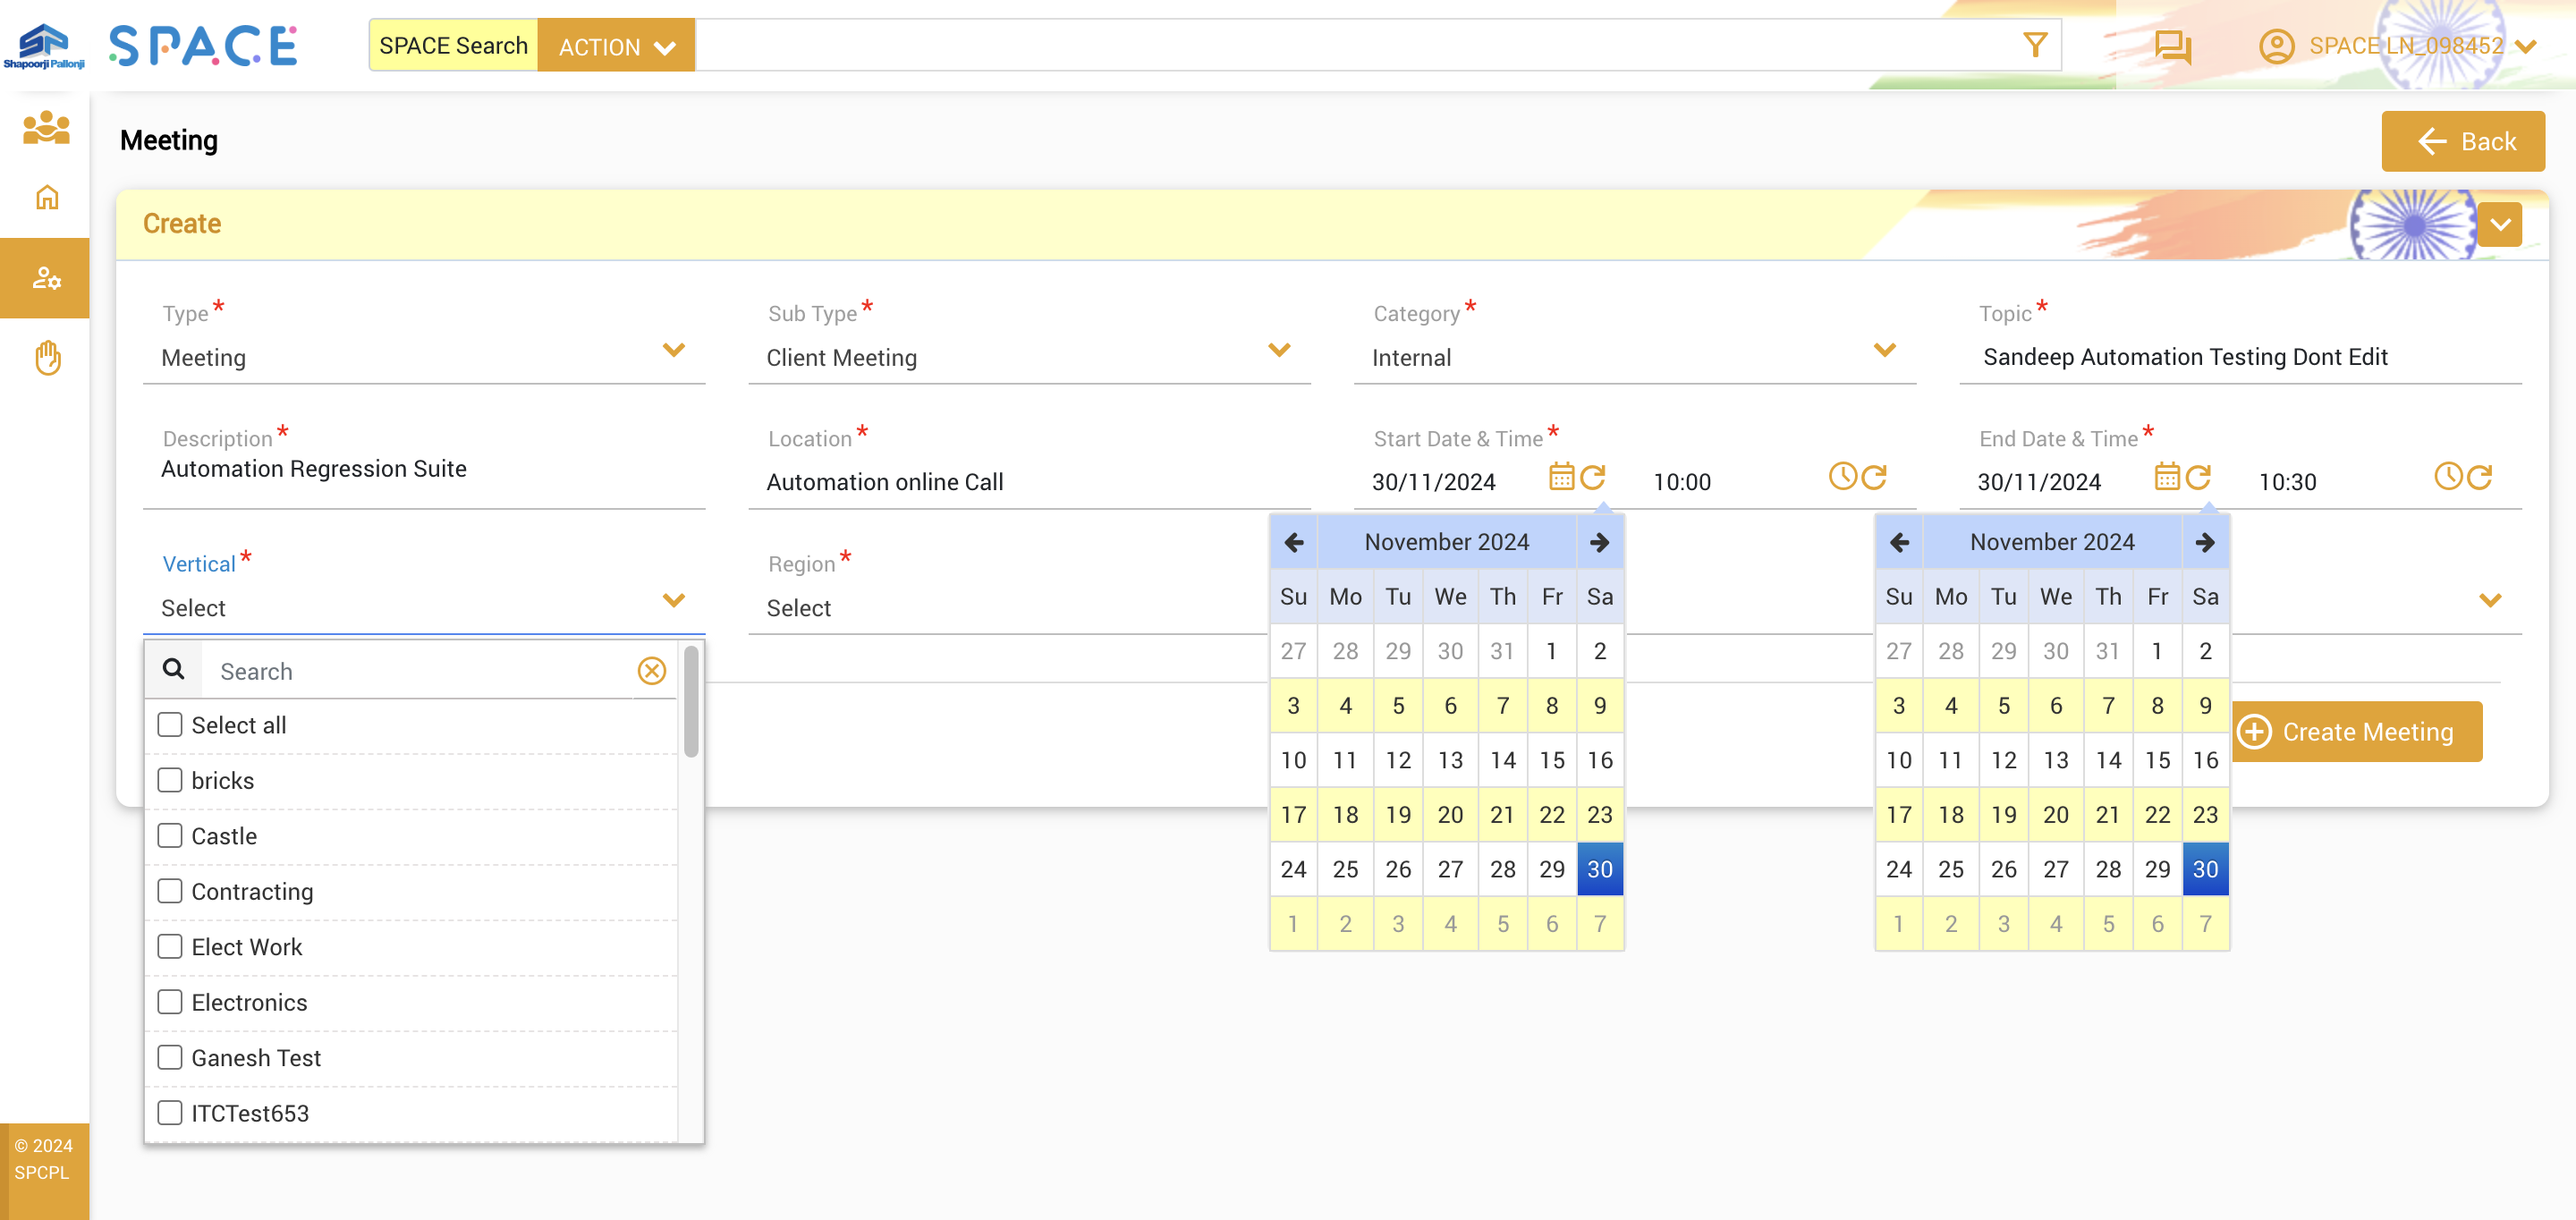 Shapoorji Pallonji
SPACE
SPACE Search
ACTION
SPACE LN_098452
Meeting
Back
Create
Type *
Meeting
Sub Type *
Client Meeting
Category *
Internal
Topic *
Sandeep Automation Testing Dont Edit
Description *
Automation Regression Suite
Location *
Automation online Call
Start Date & Time *
30/11/2024
10:00
End Date & Time *
30/11/2024
10:30
Vertical *
Select
Region *
Select
Search
Select all
bricks
Castle
Contracting
Elect Work
Electronics
Ganesh Test
ITCTest653
November 2024
Su Mo Tu We Th Fr Sa
27 28 29 30 31 1 2
3 4 5 6 7 8 9
10 11 12 13 14 15 16
17 18 19 20 21 22 23
24 25 26 27 28 29 30
1 2 3 4 5 6 7
November 2024
Su Mo Tu We Th Fr Sa
27 28 29 30 31 1 2
3 4 5 6 7 8 9
10 11 12 13 14 15 16
17 18 19 20 21 22 23
24 25 26 27 28 29 30
1 2 3 4 5 6 7
Create Meeting
© 2024
SPCPL